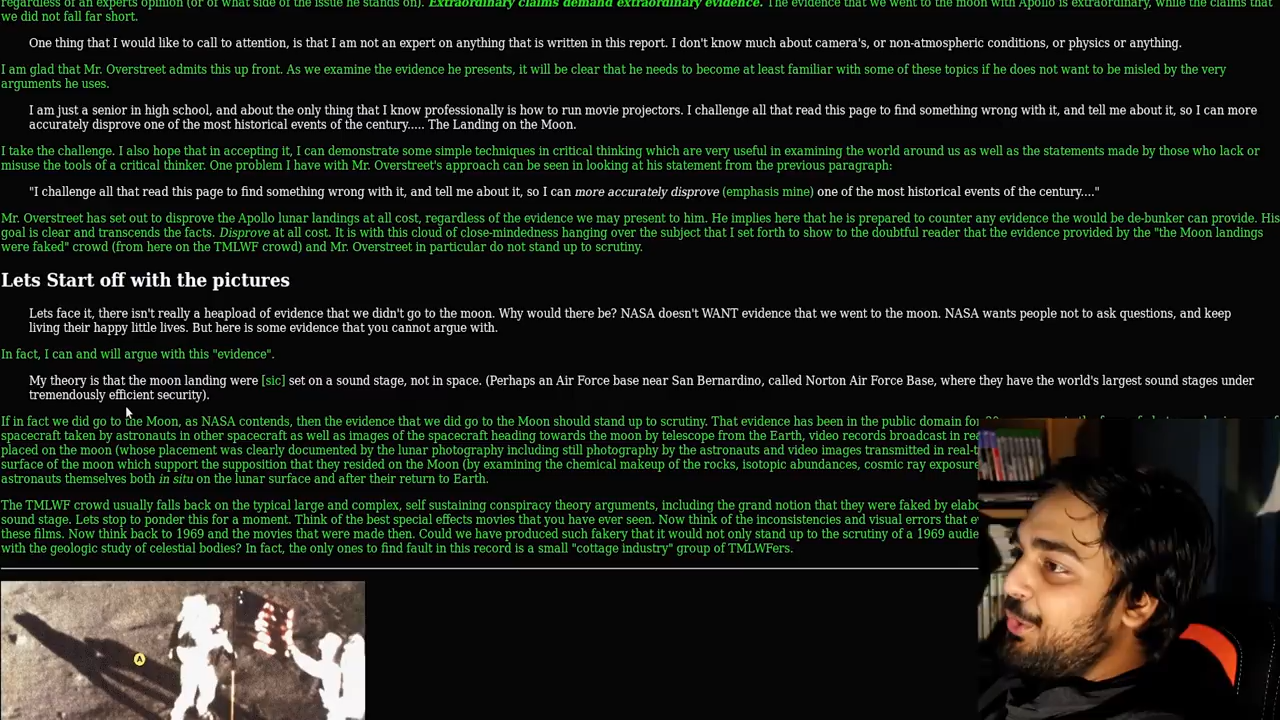 regardless of an experts opinion (or of what side of the issue he stands on). Extraordinary claims demand extraordinary evidence. The evidence that we went to the moon with Apollo is extraordinary, while the claims that
we did not fall far short.
One thing that I would like to call to attention, is that I am not an expert on anything that is written in this report. I don't know much about camera's, or non-atmospheric conditions, or physics or anything.
I am glad that Mr. Overstreet admits this up front. As we examine the evidence he presents, it will be clear that he needs to become at least familiar with some of these topics if he does not want to be misled by the very
arguments he uses.
I am just a senior in high school, and about the only thing that I know professionally is how to run movie projectors. I challenge all that read this page to find something wrong with it, and tell me about it, so I can more
accurately disprove one of the most historical events of the century..... The Landing on the Moon.
I take the challenge. I also hope that in accepting it, I can demonstrate some simple techniques in critical thinking which are very useful in examining the world around us as well as the statements made by those who lack or
misuse the tools of a critical thinker. One problem I have with Mr. Overstreet's approach can be seen in looking at his statement from the previous paragraph:
"I challenge all that read this page to find something wrong with it, and tell me about it, so I can more accurately disprove (emphasis mine) one of the most historical events of the century...."
Mr. Overstreet has set out to disprove the Apollo lunar landings at all cost, regardless of the evidence we may present to him. He implies here that he is prepared to counter any evidence the would be de-bunker can provide. His
goal is clear and transcends the facts. Disprove at all cost. It is with this cloud of close-mindedness hanging over the subject that I set forth to show to the doubtful reader that the evidence provided by the "the Moon landings
were faked" crowd (from here on the TMLWF crowd) and Mr. Overstreet in particular do not stand up to scrutiny.
Lets Start off with the pictures
Lets face it, there isn't really a heapload of evidence that we didn't go to the moon. Why would there be? NASA doesn't WANT evidence that we went to the moon. NASA wants people not to ask questions, and keep
living their happy little lives. But here is some evidence that you cannot argue with.
In fact, I can and will argue with this "evidence".
My theory is that the moon landing were [sic] set on a sound stage, not in space. (Perhaps an Air Force base near San Bernardino, called Norton Air Force Base, where they have the world's largest sound stages under
tremendously efficient security).
If in fact we did go to the Moon, as NASA contends, then the evidence that we did go to the Moon should stand up to scrutiny. That evidence has been in the public domain for
spacecraft taken by astronauts in other spacecraft as well as images of the spacecraft heading towards the moon by telescope from the Earth, video records broadcast in
placed on the moon (whose placement was clearly documented by the lunar photography including still photography by the astronauts and video images transmitted in real-t
surface of the moon which support the supposition that they resided on the Moon (by examining the chemical makeup of the rocks, isotopic abundances, cosmic ray exposure
astronauts themselves both in situ on the lunar surface and after their return to Earth.
The TMLWF crowd usually falls back on the typical large and complex, self sustaining conspiracy theory arguments, including the grand notion that they were faked by
sound stage. Lets stop to ponder this for a moment. Think of the best special effects movies that you have ever seen. Now think of the inconsistencies and visual errors that
these films. Now think back to 1969 and the movies that were made then. Could we have produced such fakery that it would not only stand up to the scrutiny of a 1969
with the geologic study of celestial bodies? In fact, the only ones to find fault in this record is a small "cottage industry" group of TMLWFers.
A